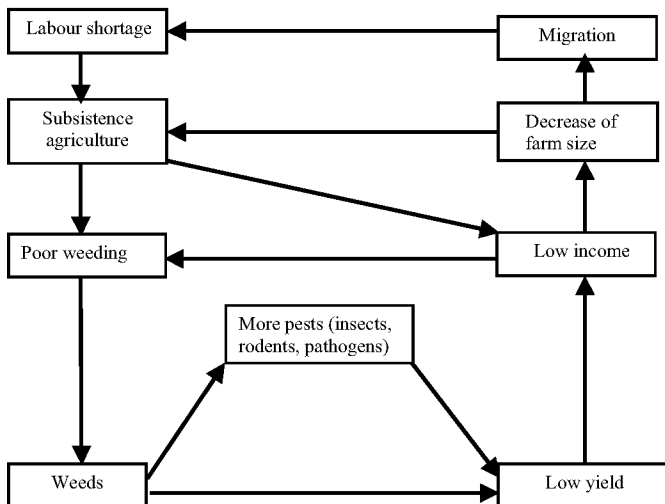 Labour shortage
Migration
Subsistence
agriculture
Decrease of
farm size
Poor weeding
Low income
More pests (insects,
rodents, pathogens)
Weeds
Low yield